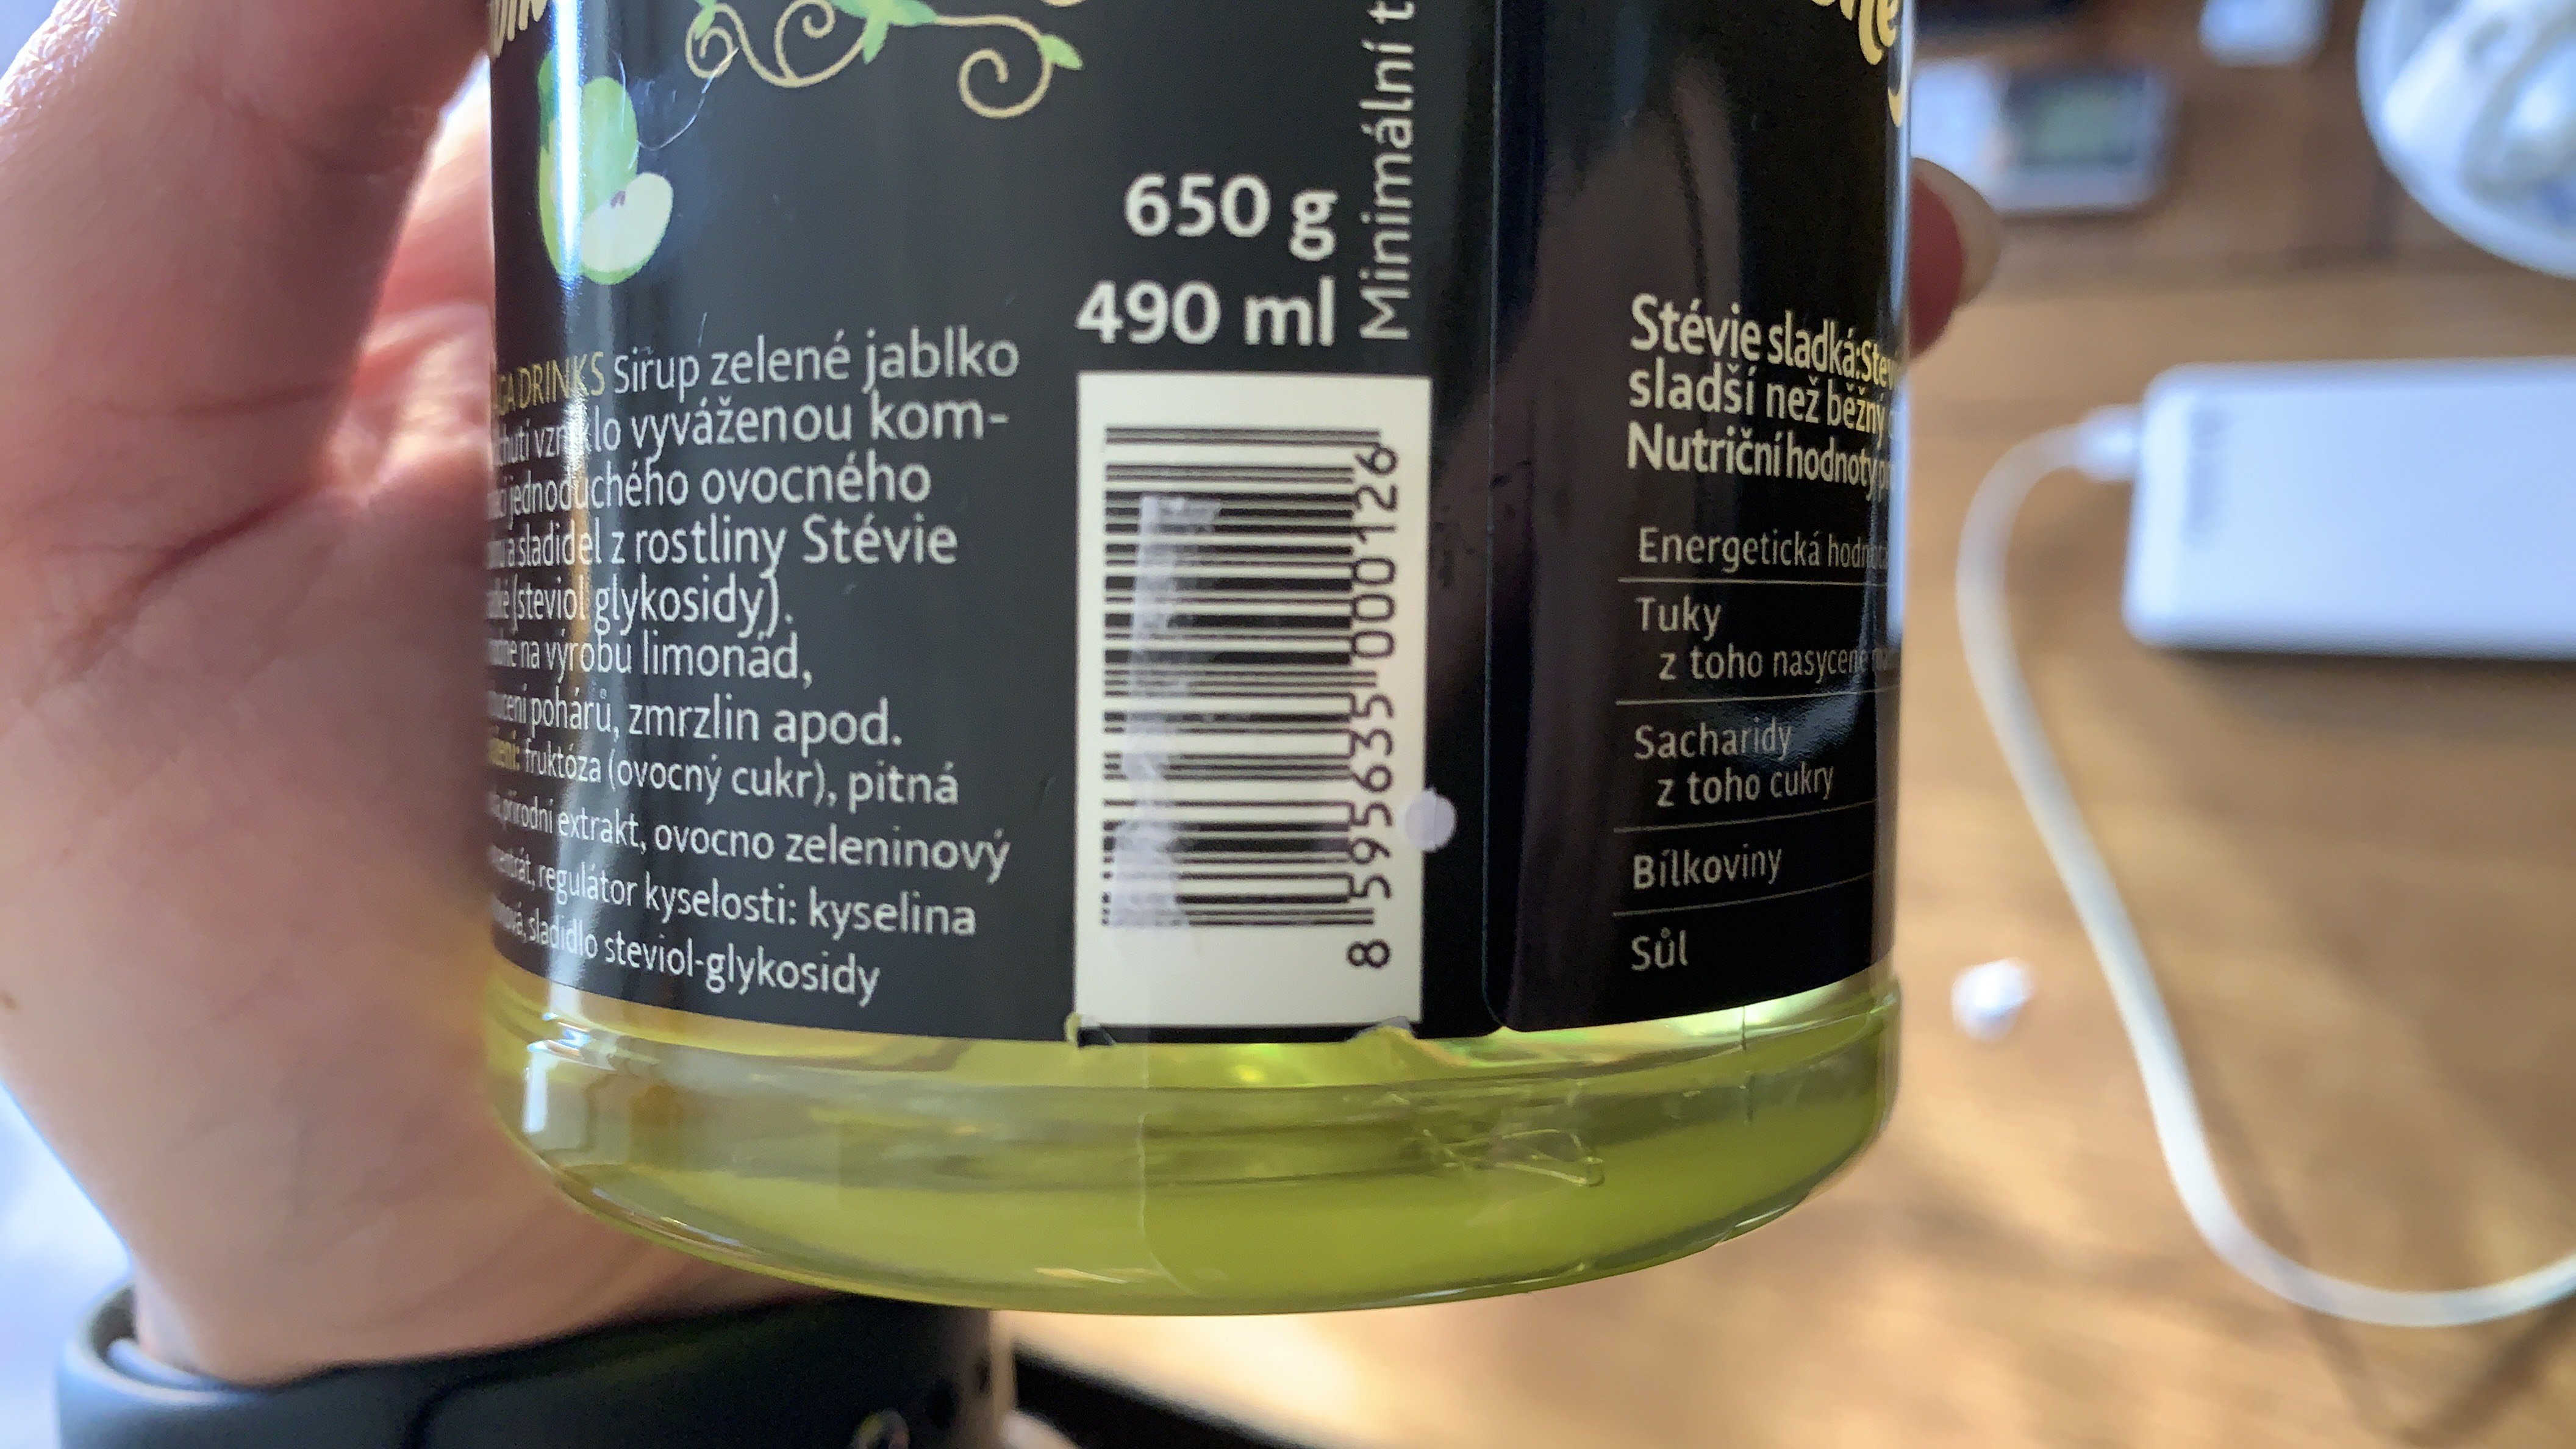 650 g
490 ml
Minimální
DRINKS Sirup zelené jablko
vzniklo vyváženou kom-
jednoduchého ovocného
a sladidel z rostliny Stévie
(steviol glykosidy).
na výrobu limonád,
pohárů, zmrzlin apod.
fruktóza (ovocný cukr), pitná
přírodní extrakt, ovocno zeleninový
regulátor kyselosti: kyselina
sladidlo steviol-glykosidy
8 595635 000126
Stévie sladká:
sladší než běžný
Nutriční hodnoty
Energetická
Tuky
z toho nasycené
Sacharidy
z toho cukry
Bílkoviny
Sůl